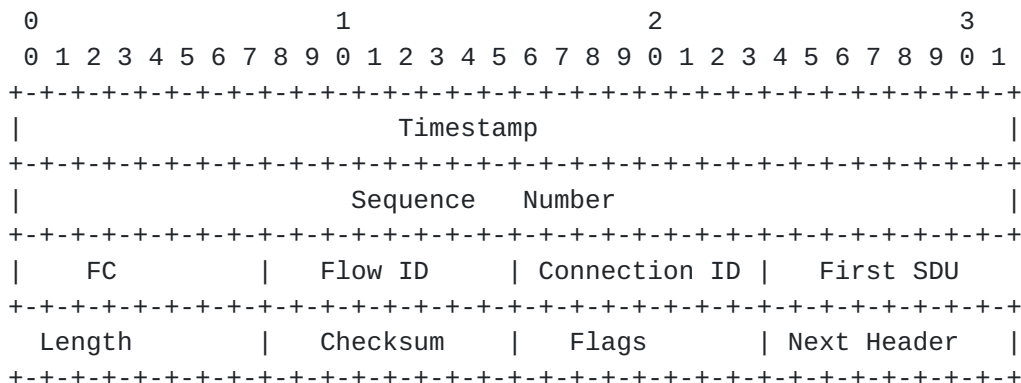 0                   1                   2                   3
0 1 2 3 4 5 6 7 8 9 0 1 2 3 4 5 6 7 8 9 0 1 2 3 4 5 6 7 8 9 0 1
+-+-+-+-+-+-+-+-+-+-+-+-+-+-+-+-+-+-+-+-+-+-+-+-+-+-+-+-+-+-+-+-+
|                        Timestamp                              |
+-+-+-+-+-+-+-+-+-+-+-+-+-+-+-+-+-+-+-+-+-+-+-+-+-+-+-+-+-+-+-+-+
|                     Sequence   Number                         |
+-+-+-+-+-+-+-+-+-+-+-+-+-+-+-+-+-+-+-+-+-+-+-+-+-+-+-+-+-+-+-+-+
|    FC         |   Flow ID     | Connection ID |   First SDU
+-+-+-+-+-+-+-+-+-+-+-+-+-+-+-+-+-+-+-+-+-+-+-+-+-+-+-+-+-+-+-+-+
  Length        |   Checksum    |   Flags       | Next Header   |
+-+-+-+-+-+-+-+-+-+-+-+-+-+-+-+-+-+-+-+-+-+-+-+-+-+-+-+-+-+-+-+-+